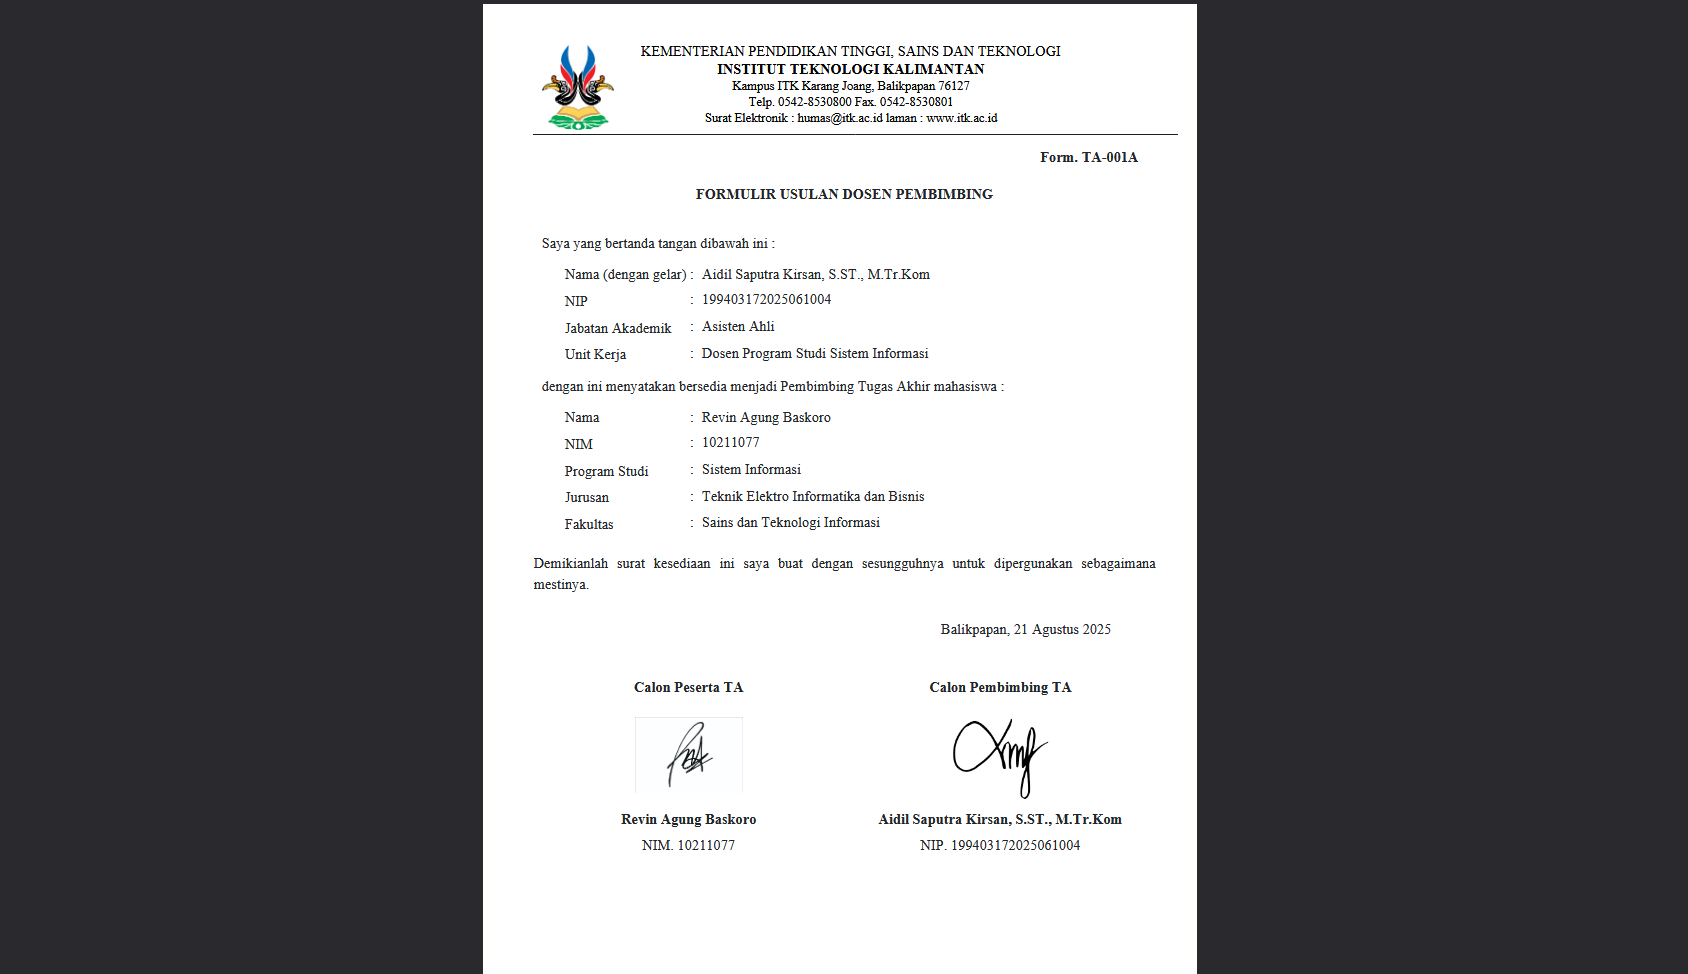 KEMENTERIAN PENDIDIKAN TINGGI, SAINS DAN TEKNOLOGI
INSTITUT TEKNOLOGI KALIMANTAN
Kampus ITK Karang Joang, Balikpapan 76127
Telp. 0542-8530800 Fax. 0542-8530801
Surat Elektronik : humas@itk.ac.id laman : www.itk.ac.id
Form. TA-001A
FORMULIR USULAN DOSEN PEMBIMBING
Saya yang bertanda tangan dibawah ini :
Nama (dengan gelar) : Aidil Saputra Kirsan, S.ST., M.Tr.Kom
NIP : 199403172025061004
Jabatan Akademik : Asisten Ahli
Unit Kerja : Dosen Program Studi Sistem Informasi
dengan ini menyatakan bersedia menjadi Pembimbing Tugas Akhir mahasiswa :
Nama : Revin Agung Baskoro
NIM : 10211077
Program Studi : Sistem Informasi
Jurusan : Teknik Elektro Informatika dan Bisnis
Fakultas : Sains dan Teknologi Informasi
Demikianlah surat kesediaan ini saya buat dengan sesungguhnya untuk dipergunakan sebagaimana
mestinya.
Balikpapan, 21 Agustus 2025
Calon Peserta TA Calon Pembimbing TA
Revin Agung Baskoro Aidil Saputra Kirsan, S.ST., M.Tr.Kom
NIM. 10211077 NIP. 199403172025061004